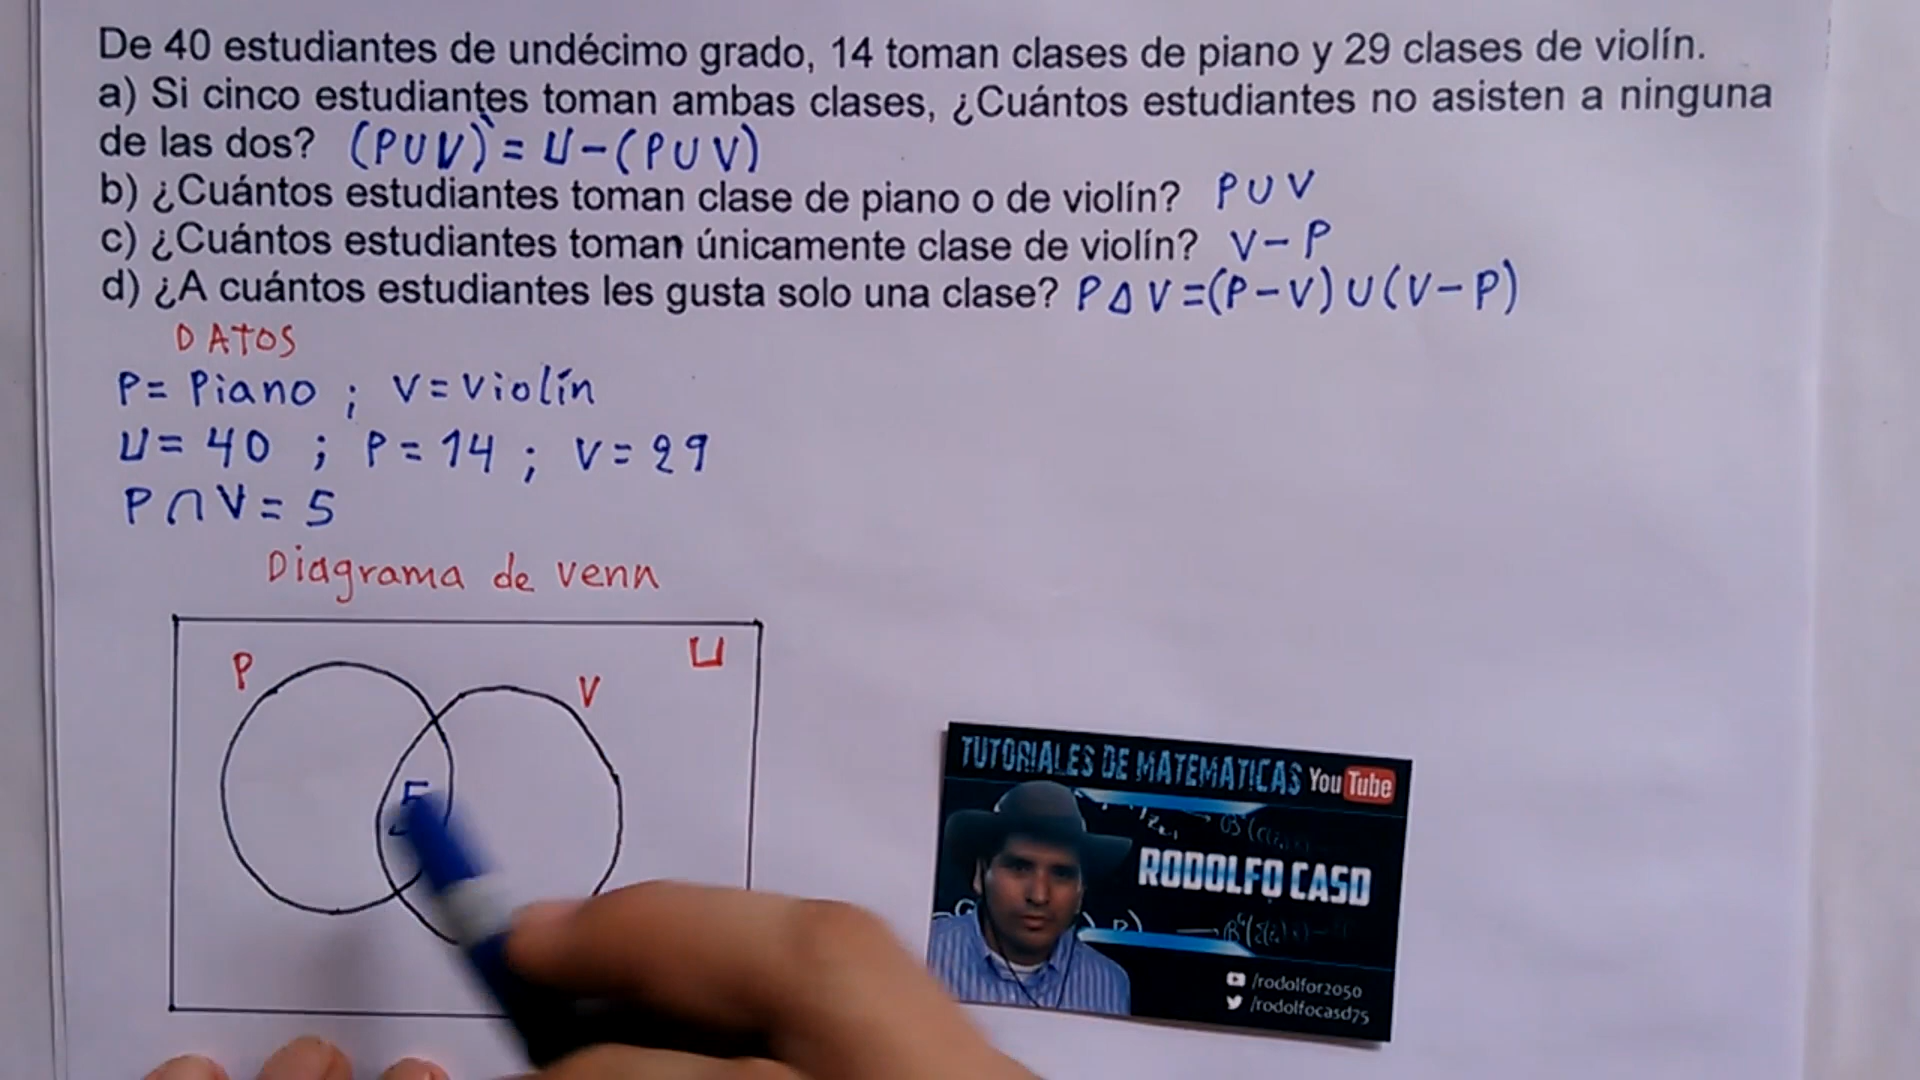 De 40 estudiantes de undécimo grado, 14 toman clases de piano y 29 clases de violín.
a) Si cinco estudiantes toman ambas clases, ¿Cuántos estudiantes no asisten a ninguna
de las dos? (P∪V)` = U-(P∪V)
b) ¿Cuántos estudiantes toman clase de piano o de violín? P∪V
c) ¿Cuántos estudiantes toman únicamente clase de violín? V-P
d) ¿A cuántos estudiantes les gusta solo una clase? P∆V=(P-V)∪(V-P)
DATOS
P= Piano ; V=Violín
U= 40 ; P=14 ; V=29
P∩V=5
Diagrama de venn
P
V
U
5
TUTORIALES DE MATEMATICAS YouTube
RODOLFO CASD
/rodolfor2050
/rodolfocasd75